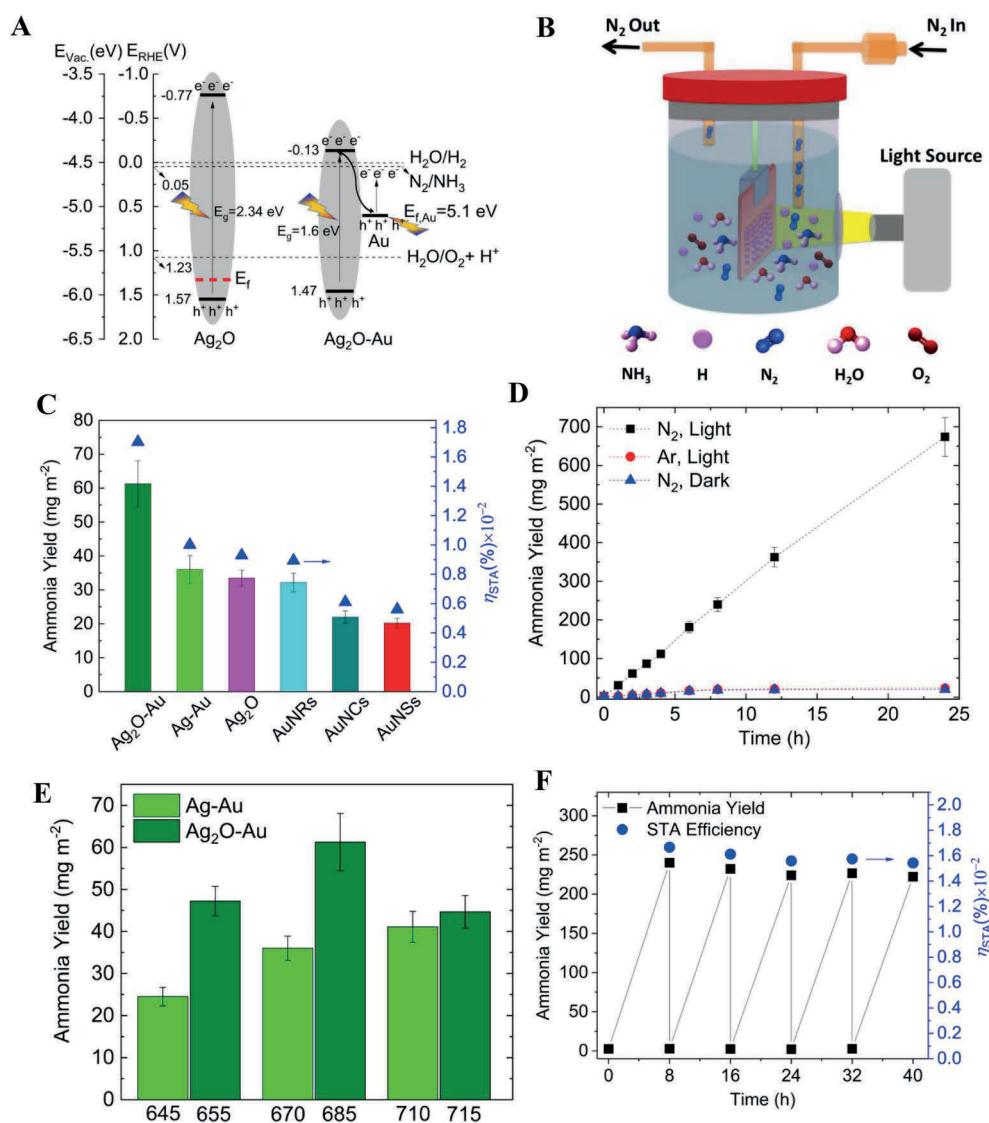 A
E_Vac.(eV) E_RHE(V)
-3.5 -1.0
-4.0 -0.5
-4.5 0.0
-5.0 0.5
-5.5 1.0
-6.0 1.5
-6.5 2.0
e⁻ e⁻ e⁻
-0.77
0.05
1.23
1.57
E_g=2.34 eV
E_f
h⁺ h⁺ h⁺
Ag₂O
e⁻ e⁻ e⁻
-0.13
E_g=1.6 eV
1.47
h⁺ h⁺ h⁺
Ag₂O-Au
e⁻ e⁻ e⁻
h⁺ h⁺ h⁺
Au
H₂O/H₂
N₂/NH₃
E_f,Au=5.1 eV
H₂O/O₂+ H⁺
B
N₂ Out
N₂ In
Light Source
NH₃ H N₂ H₂O O₂
C
Ammonia Yield (mg m⁻²)
80
70
60
50
40
30
20
10
0
1.8
1.6
1.4
1.2
1.0
0.8
0.6
0.4
0.2
0.0
η_STA(%)×10⁻²
Ag₂O-Au Ag-Au Ag₂O AuNRs AuNCs AuNSs
D
Ammonia Yield (mg m⁻²)
700
600
500
400
300
200
100
0
N₂, Light
Ar, Light
N₂, Dark
0 5 10 15 20 25
Time (h)
E
Ammonia Yield (mg m⁻²)
70
60
50
40
30
20
10
0
Ag-Au
Ag₂O-Au
645 655 670 685 710 715
F
Ammonia Yield (mg m⁻²)
300
250
200
150
100
50
0
Ammonia Yield
STA Efficiency
2.0
1.8
1.6
1.4
1.2
1.0
0.8
0.6
0.4
0.2
0.0
η_STA(%)×10⁻²
0 8 16 24 32 40
Time (h)